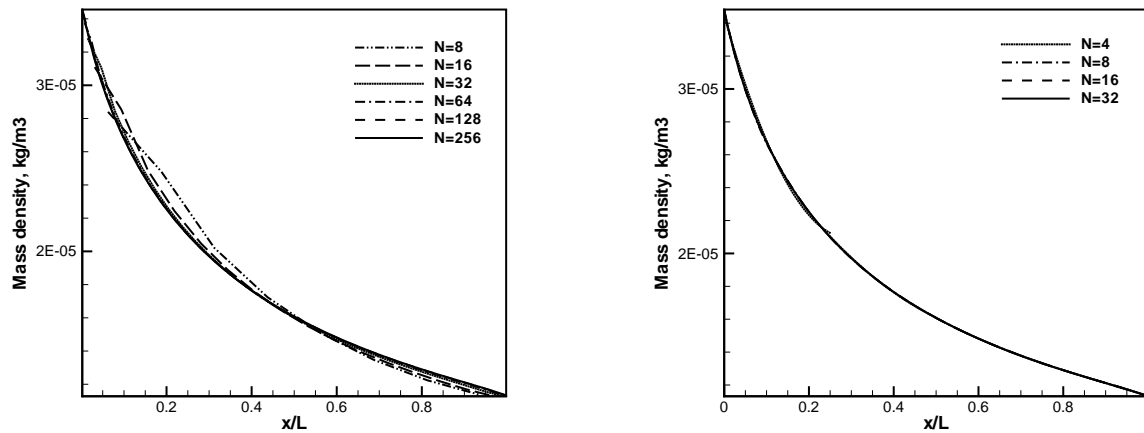 Mass density, kg/m3
3E-05
2E-05
0.2
0.4
0.6
0.8
x/L
N=8
N=16
N=32
N=64
N=128
N=256
Mass density, kg/m3
3E-05
2E-05
0
0.2
0.4
0.6
0.8
x/L
N=4
N=8
N=16
N=32